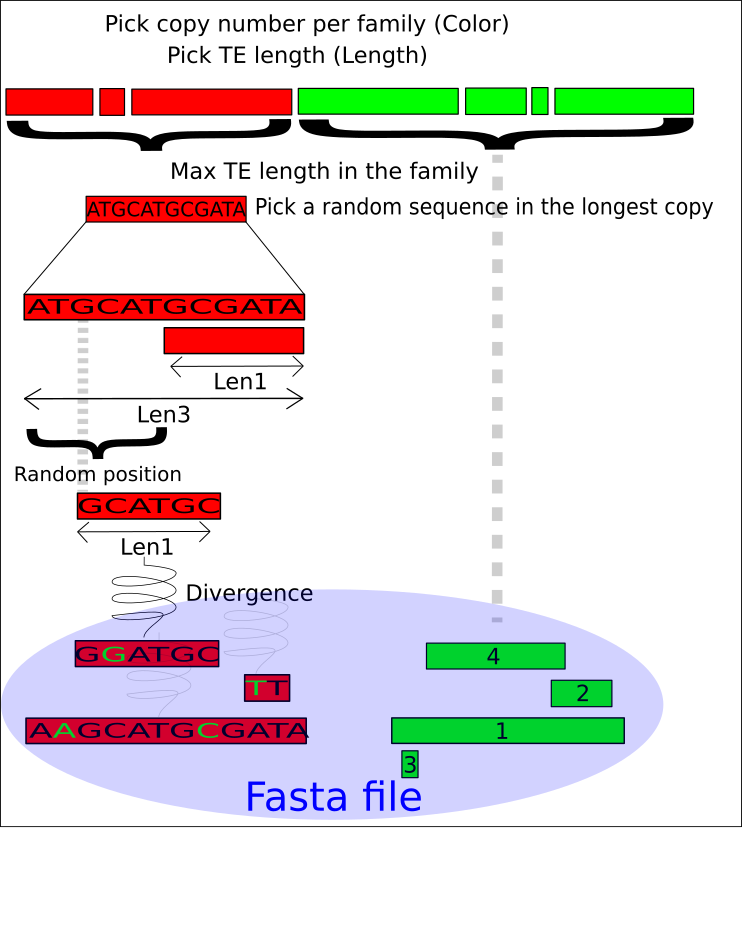 Pick copy number per family (Color)
Pick TE length (Length)
Max TE length in the family
ATGCATGCGATA
Pick a random sequence in the longest copy
ATGCATGCGATA
Len1
Len3
Random position
GCATGC
Len1
Divergence
GGATGC
4
TT
2
AAGCATGCGATA
1
3
Fasta file